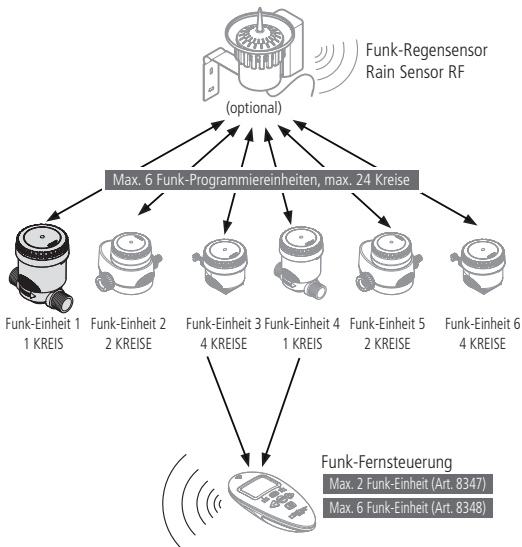 Funk-Regensensor
Rain Sensor RF
(optional)
Max. 6 Funk-Programmiereinheiten, max. 24 Kreise
Funk-Einheit 1
1 KREIS
Funk-Einheit 2
2 KREISE
Funk-Einheit 3
4 KREISE
Funk-Einheit 4
1 KREIS
Funk-Einheit 5
2 KREISE
Funk-Einheit 6
4 KREISE
Funk-Fernsteuerung
Max. 2 Funk-Einheit (Art. 8347)
Max. 6 Funk-Einheit (Art. 8348)